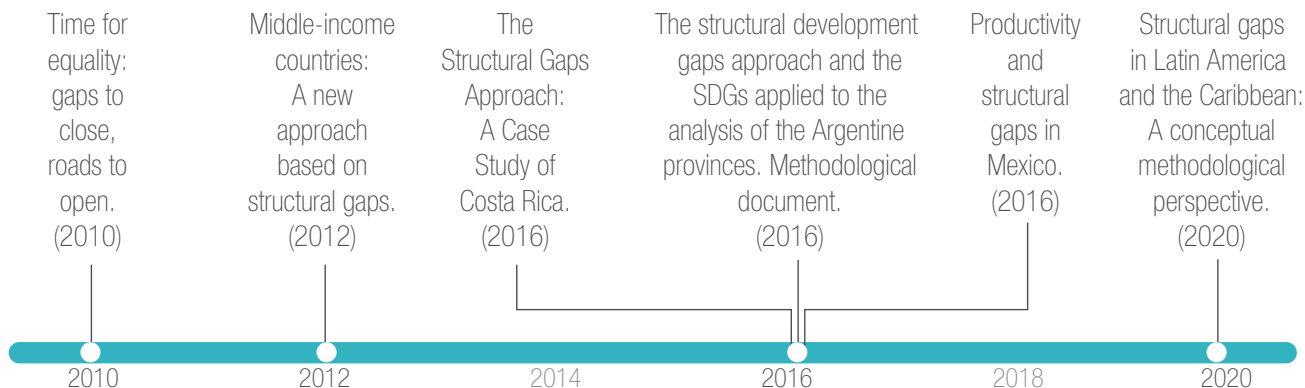 Time for
equality:
gaps to
close,
roads to
open.
(2010)
Middle-income
countries:
A new
approach
based on
structural gaps.
(2012)
The
Structural Gaps
Approach:
A Case
Study of
Costa Rica.
(2016)
The structural development
gaps approach and the
SDGs applied to the
analysis of the Argentine
provinces. Methodological
document.
(2016)
Productivity
and
structural
gaps in
Mexico.
(2016)
Structural gaps
in Latin America
and the Caribbean:
A conceptual
methodological
perspective.
(2020)
2010
2012
2014
2016
2018
2020